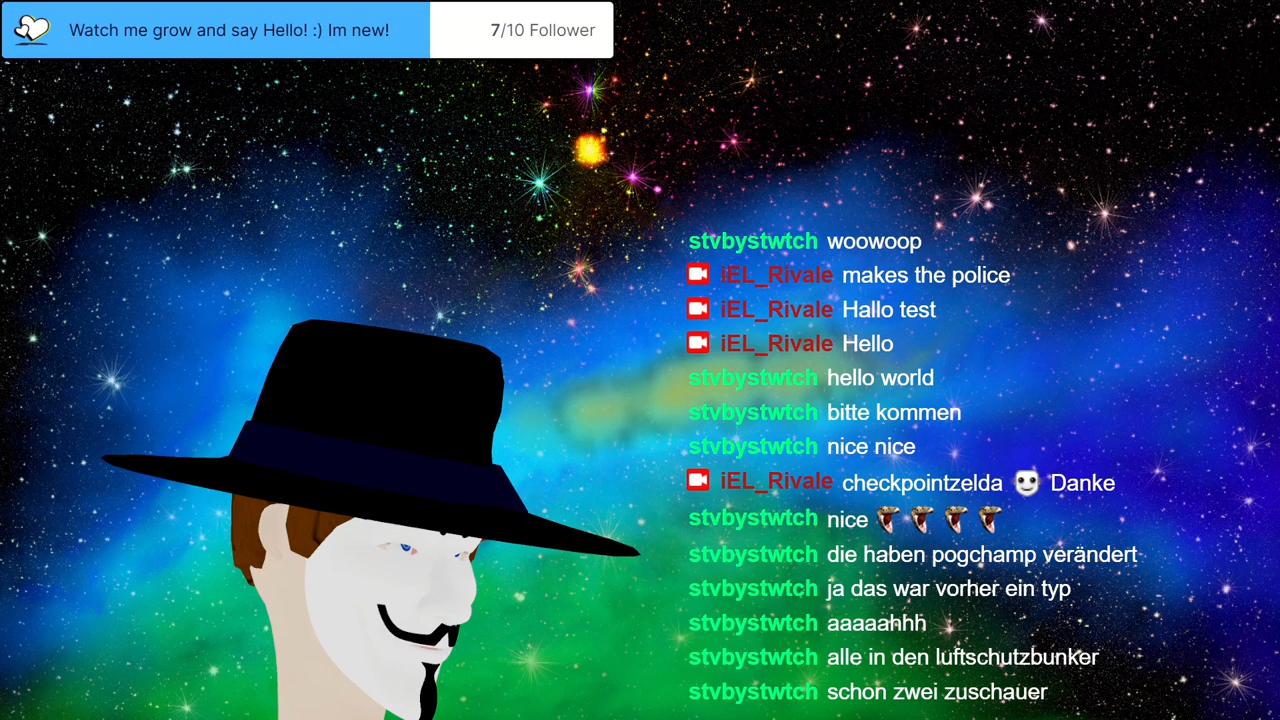 Watch me grow and say Hello! :) Im new!
7/10 Follower
stvbystwtch woowoop
iEL_Rivale makes the police
iEL_Rivale Hallo test
iEL_Rivale Hello
stvbystwtch hello world
stvbystwtch bitte kommen
stvbystwtch nice nice
iEL_Rivale checkpointzelda Danke
stvbystwtch nice
stvbystwtch die haben pogchamp verändert
stvbystwtch ja das war vorher ein typ
stvbystwtch aaaaahhh
stvbystwtch alle in den luftschutzbunker
stvbystwtch schon zwei zuschauer